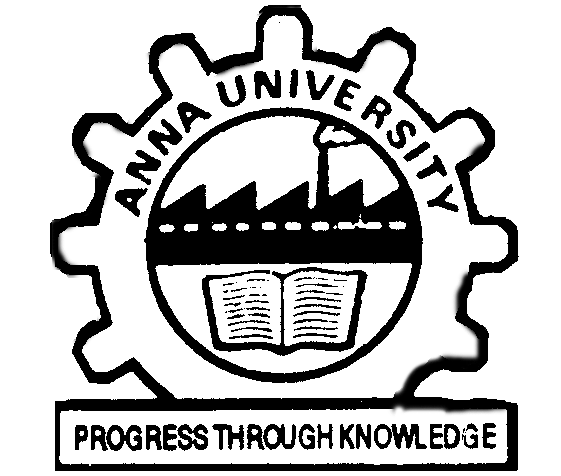 ANNA UNIVERSITY
PROGRESS THROUGH KNOWLEDGE